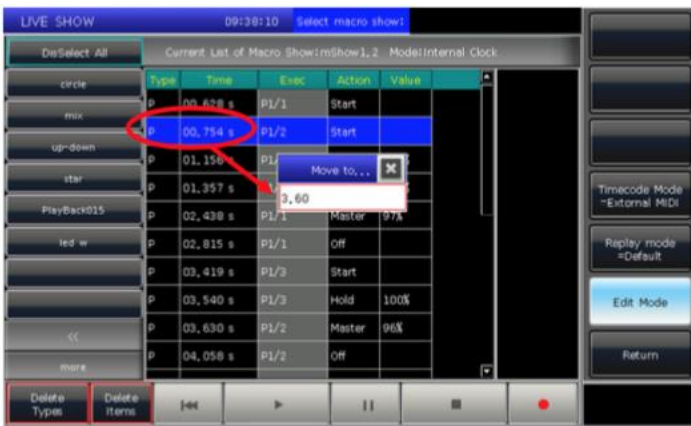 LIVE SHOW
09:38:10
Select macro show:
DisSelect All
Current List of Macro Show:mShow1,2 Mode:Internal Clock
circle
mix
up-down
star
PlayBack015
led w
<<
more
Type Time Exec Action Value
P 00,628 s P1/1 Start
P 00,754 s P1/2 Start
P 01,156
P 01,357 s
P 02,438 s P1/1 Master 97%
P 02,815 s P1/1 Off
P 03,419 s P1/3 Start
P 03,540 s P1/3 Hold 100%
P 03,630 s P1/2 Master 96%
P 04,058 s P1/2 Off
Move to...
3,60
Timecode Mode
~External MIDI
Replay mode
=Default
Edit Mode
Return
Delete
Types
Delete
Items